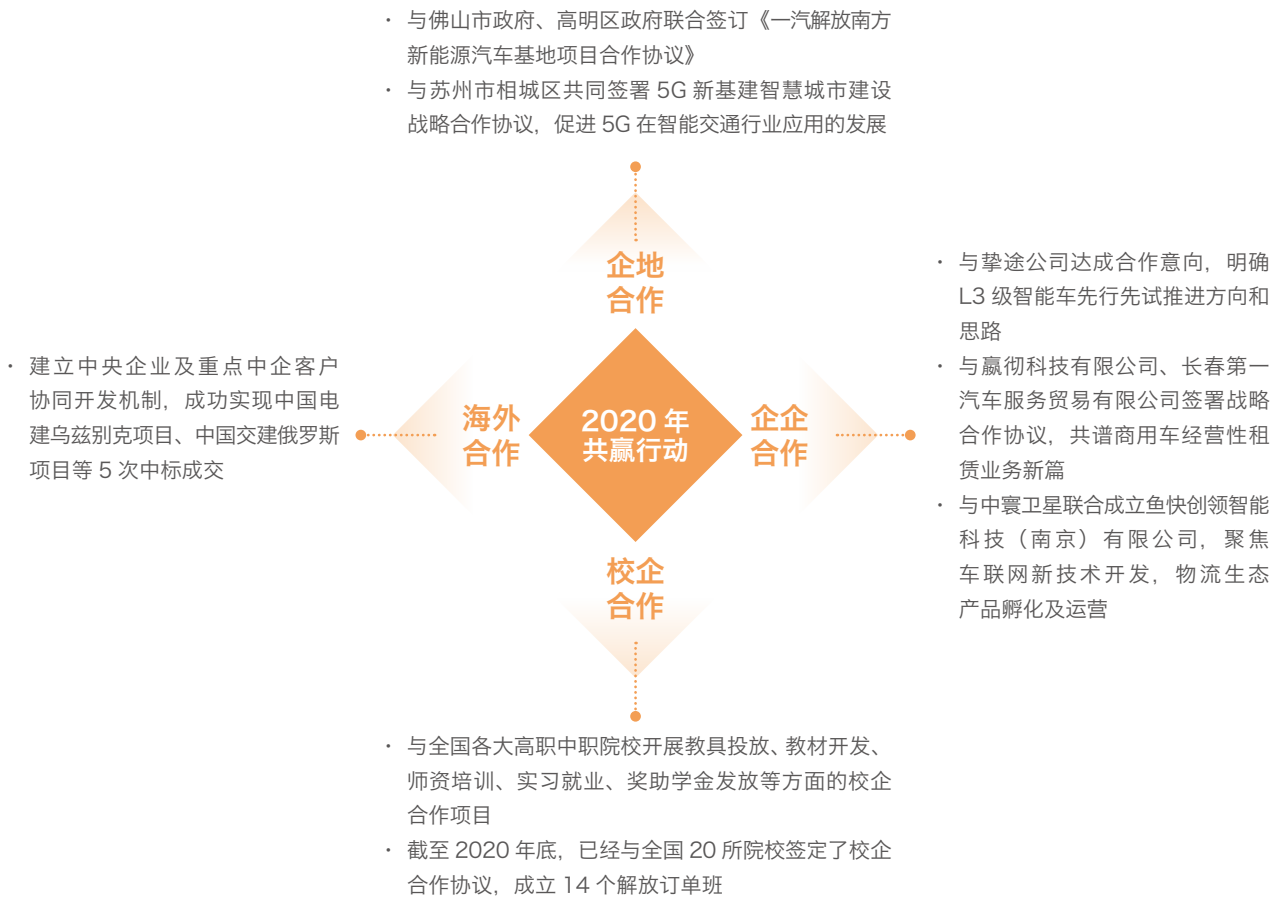 · 与佛山市政府、高明区政府联合签订《一汽解放南方
新能源汽车基地项目合作协议》
· 与苏州市相城区共同签署 5G 新基建智慧城市建设
战略合作协议，促进 5G 在智能交通行业应用的发展
企地
合作
· 与挚途公司达成合作意向，明确
L3 级智能车先行先试推进方向和
思路
· 与赢彻科技有限公司、长春第一
汽车服务贸易有限公司签署战略
合作协议，共谱商用车经营性租
赁业务新篇
· 与中寰卫星联合成立鱼快创领智能
科技（南京）有限公司，聚焦
车联网新技术开发，物流生态
产品孵化及运营
企企
合作
2020 年
共赢行动
海外
合作
· 建立中央企业及重点中企客户
协同开发机制，成功实现中国电
建乌兹别克项目、中国交建俄罗斯
项目等 5 次中标成交
校企
合作
· 与全国各大高职中职院校开展教具投放、教材开发、
师资培训、实习就业、奖助学金发放等方面的校企
合作项目
· 截至 2020 年底，已经与全国 20 所院校签定了校企
合作协议，成立 14 个解放订单班